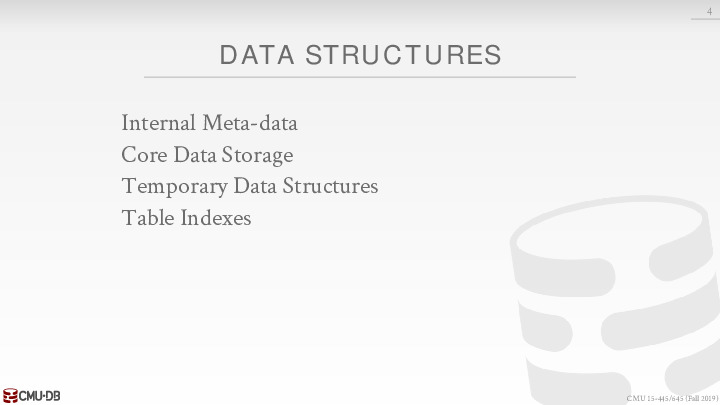 4
DATA STRUCTURES
Internal Meta-data
Core Data Storage
Temporary Data Structures
Table Indexes
CMU·DB
CMU 15-445/645 (Fall 2019)